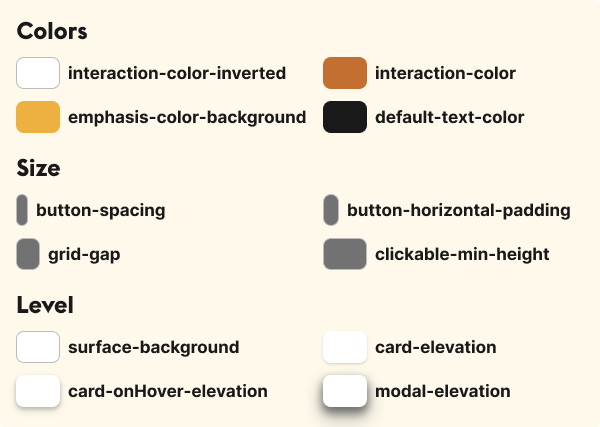 Colors
interaction-color-inverted interaction-color
emphasis-color-background default-text-color
Size
button-spacing button-horizontal-padding
grid-gap clickable-min-height
Level
surface-background card-elevation
card-onHover-elevation modal-elevation